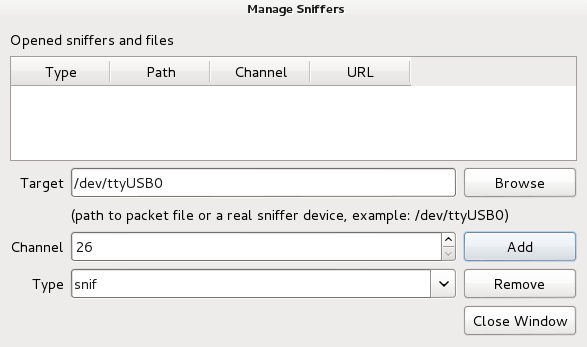 Manage Sniffers
Opened sniffers and files
Type Path Channel URL
Target /dev/ttyUSB0 Browse
(path to packet file or a real sniffer device, example: /dev/ttyUSB0)
Channel 26 Add
Type snif Remove
Close Window